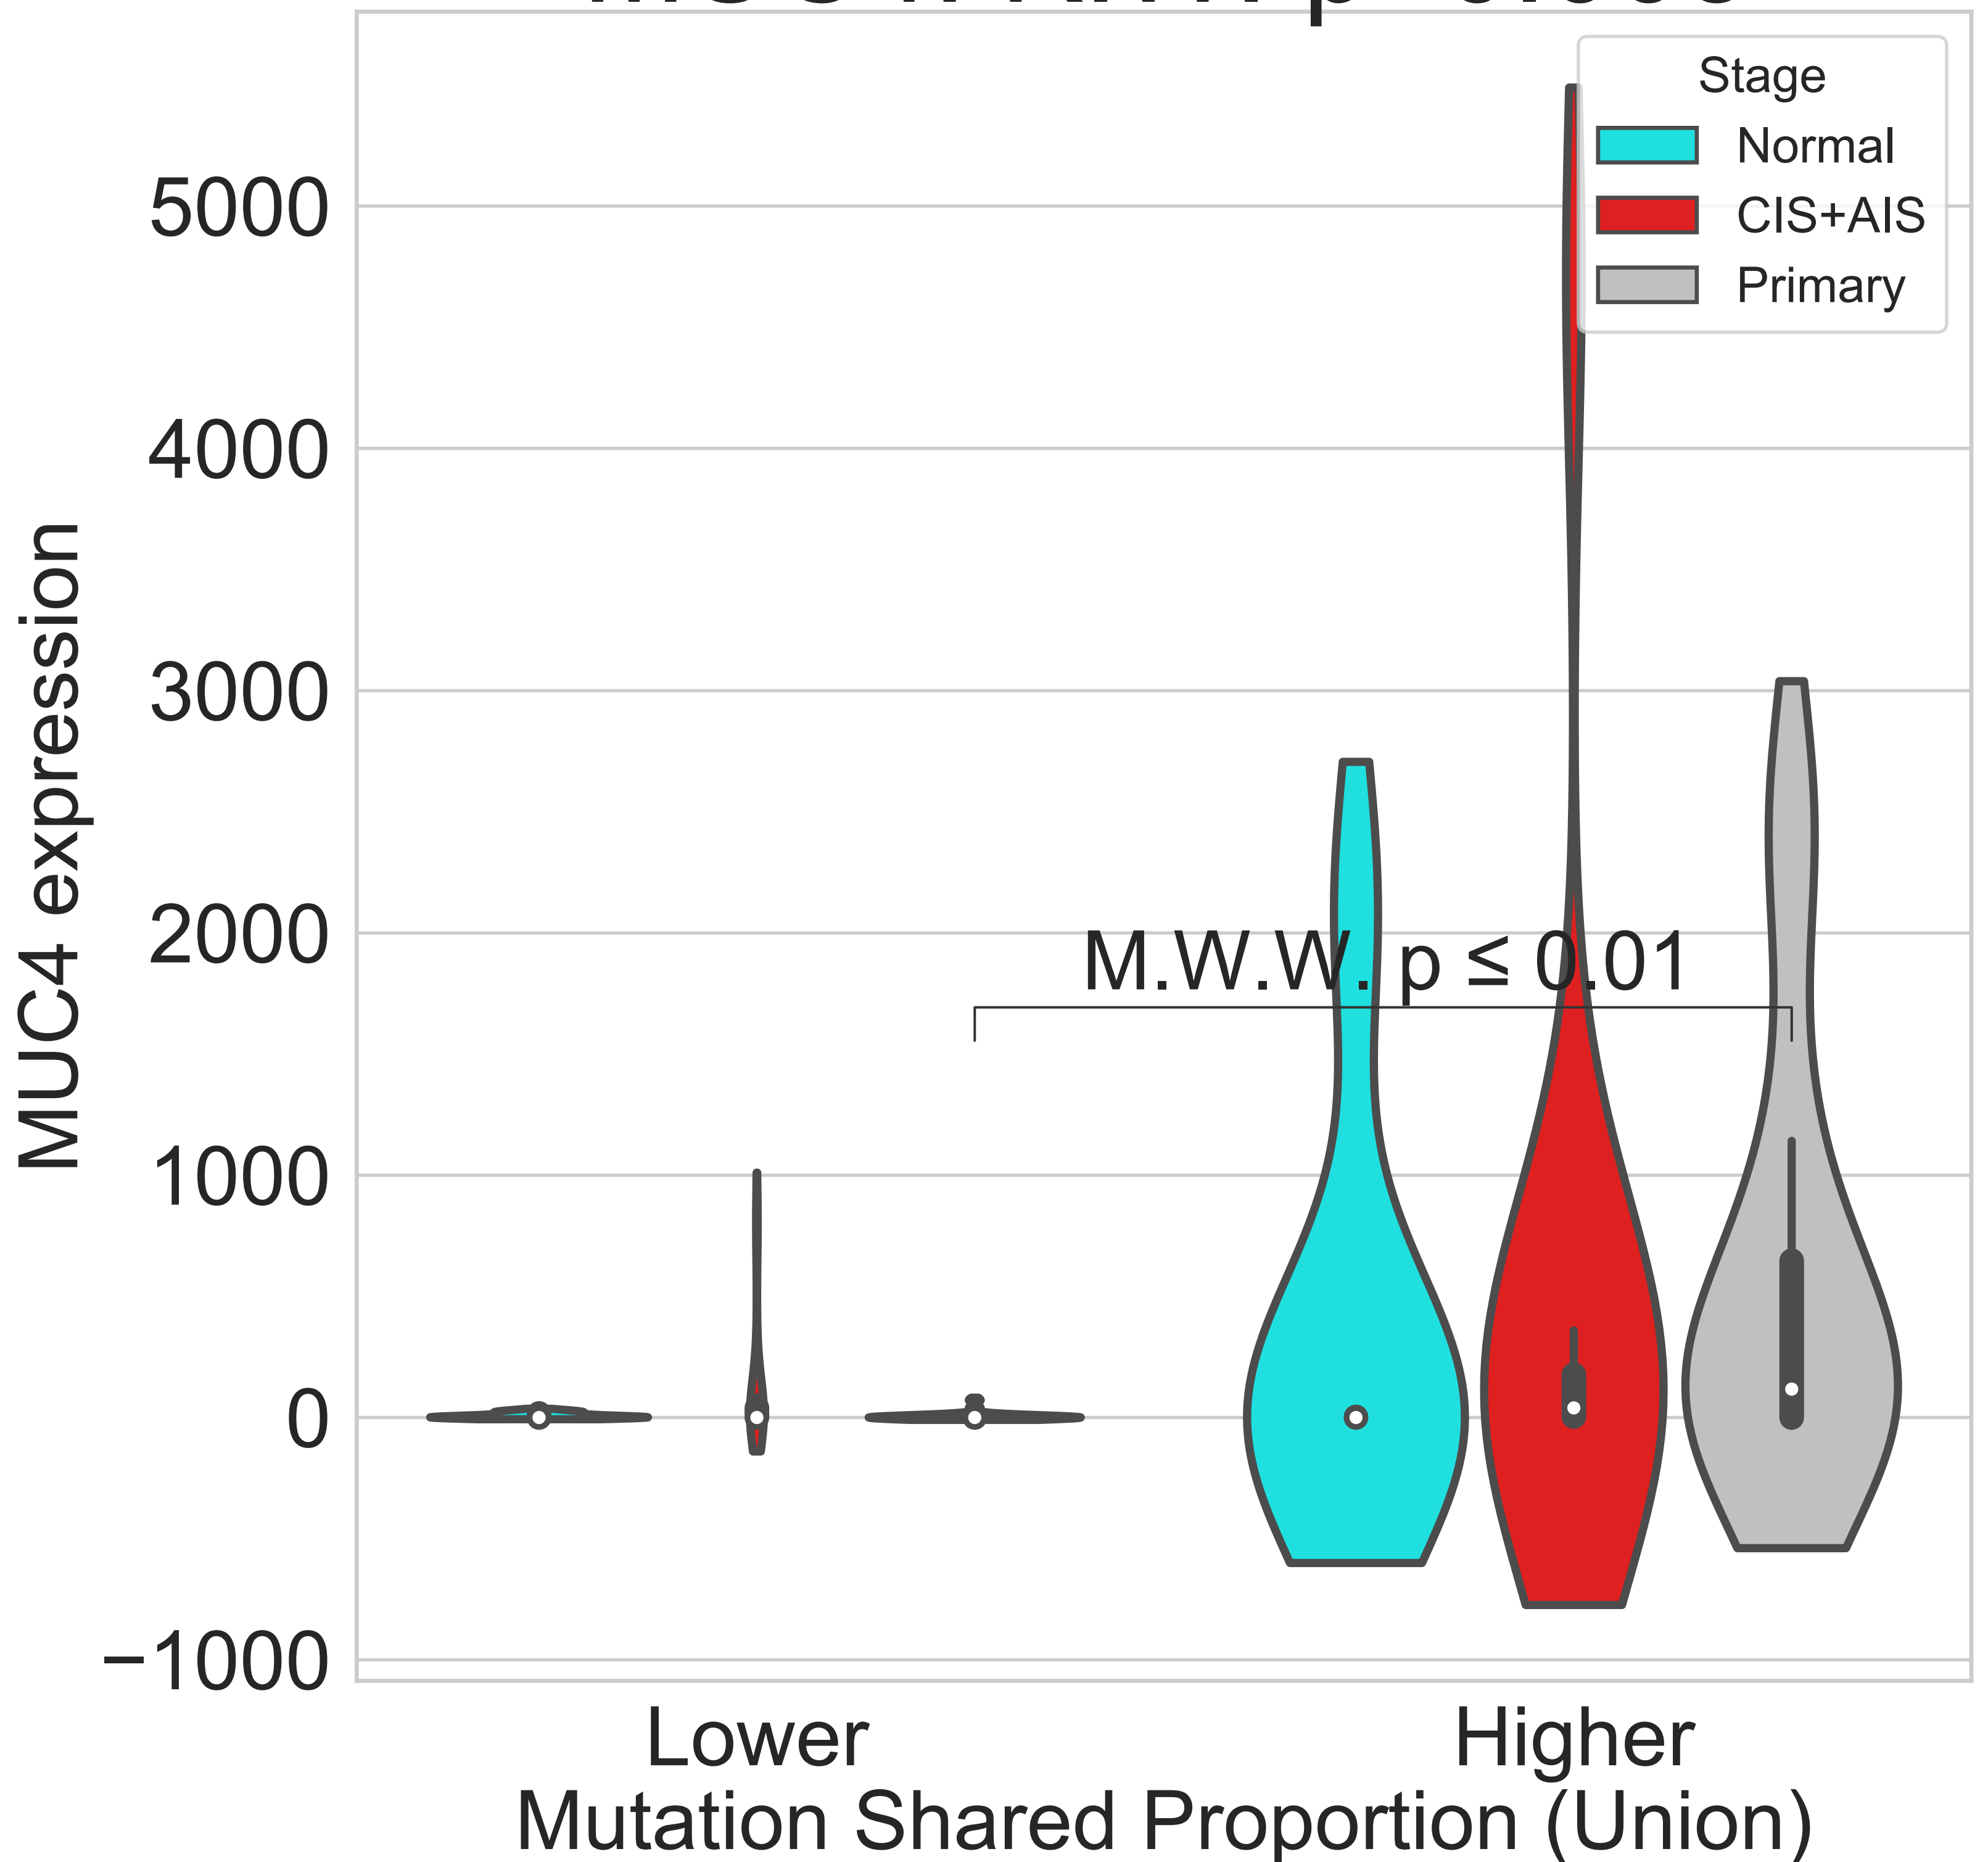 Stage
Normal
CIS+AIS
Primary
5000
4000
3000
2000
1000
0
−1000
MUC4 expression
M.W.W. p ≤ 0.01
Lower
Higher
Mutation Shared Proportion (Union)